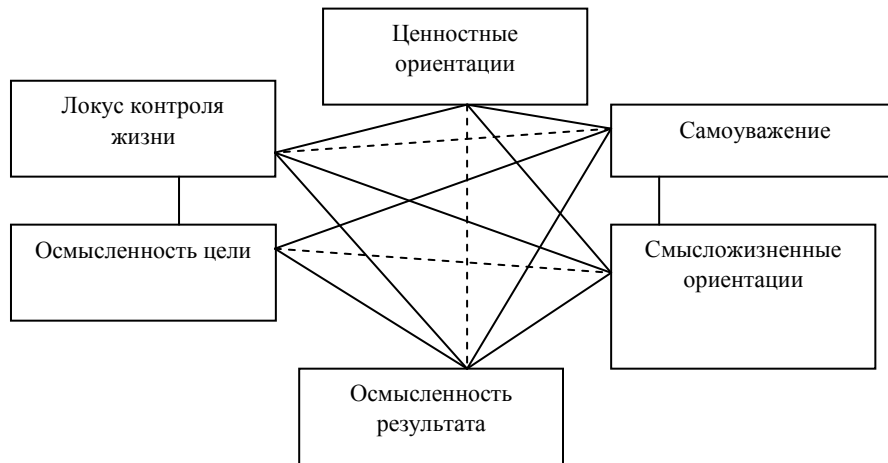 Ценностные
ориентации
Локус контроля
жизни
Самоуважение
Осмысленность цели
Смысложизненные
ориентации
Осмысленность
результата